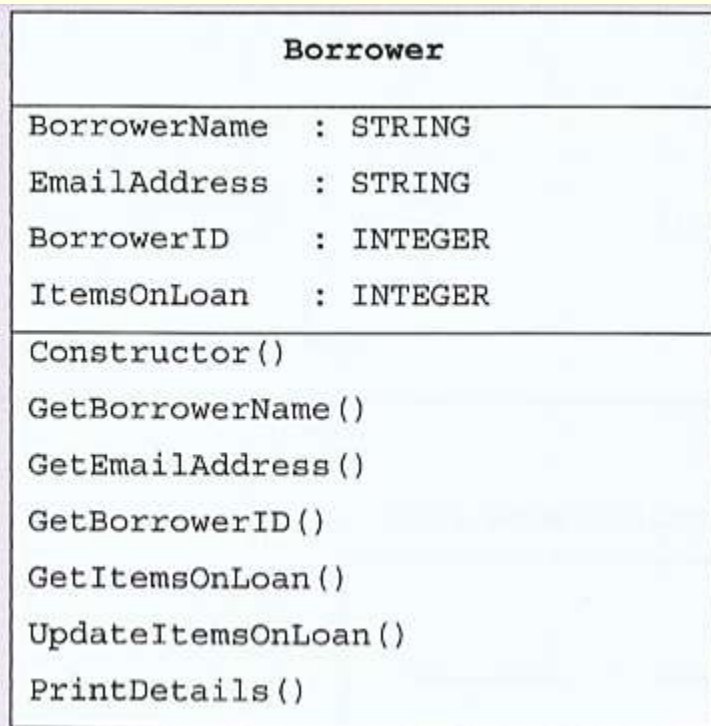 Borrower
BorrowerName : STRING
EmailAddress : STRING
BorrowerID : INTEGER
ItemsOnLoan : INTEGER
Constructor()
GetBorrowerName()
GetEmailAddress()
GetBorrowerID()
GetItemsOnLoan()
UpdateItemsOnLoan()
PrintDetails()